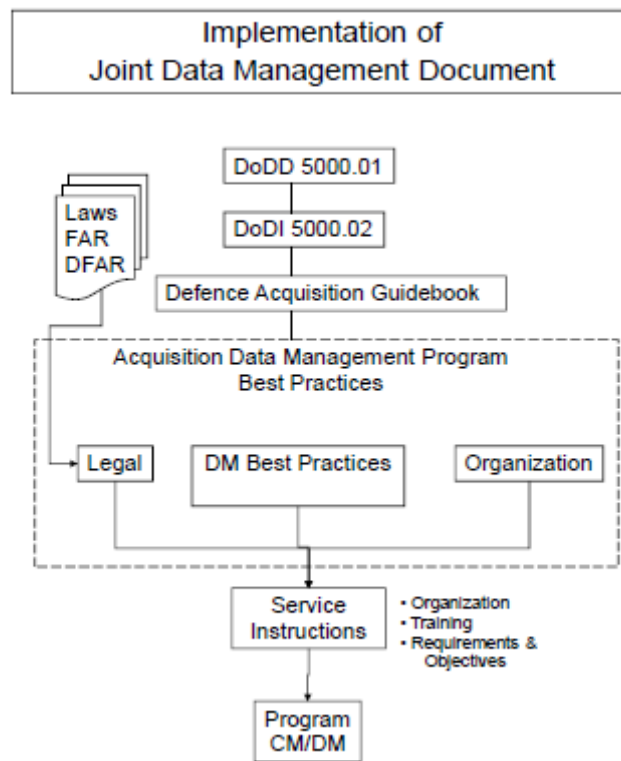 Implementation of
Joint Data Management Document
DoDD 5000.01
Laws
FAR
DFAR
DoDI 5000.02
Defence Acquisition Guidebook
Acquisition Data Management Program
Best Practices
Legal
DM Best Practices
Organization
Service
Instructions
• Organization
• Training
• Requirements &
Objectives
Program
CM/DM